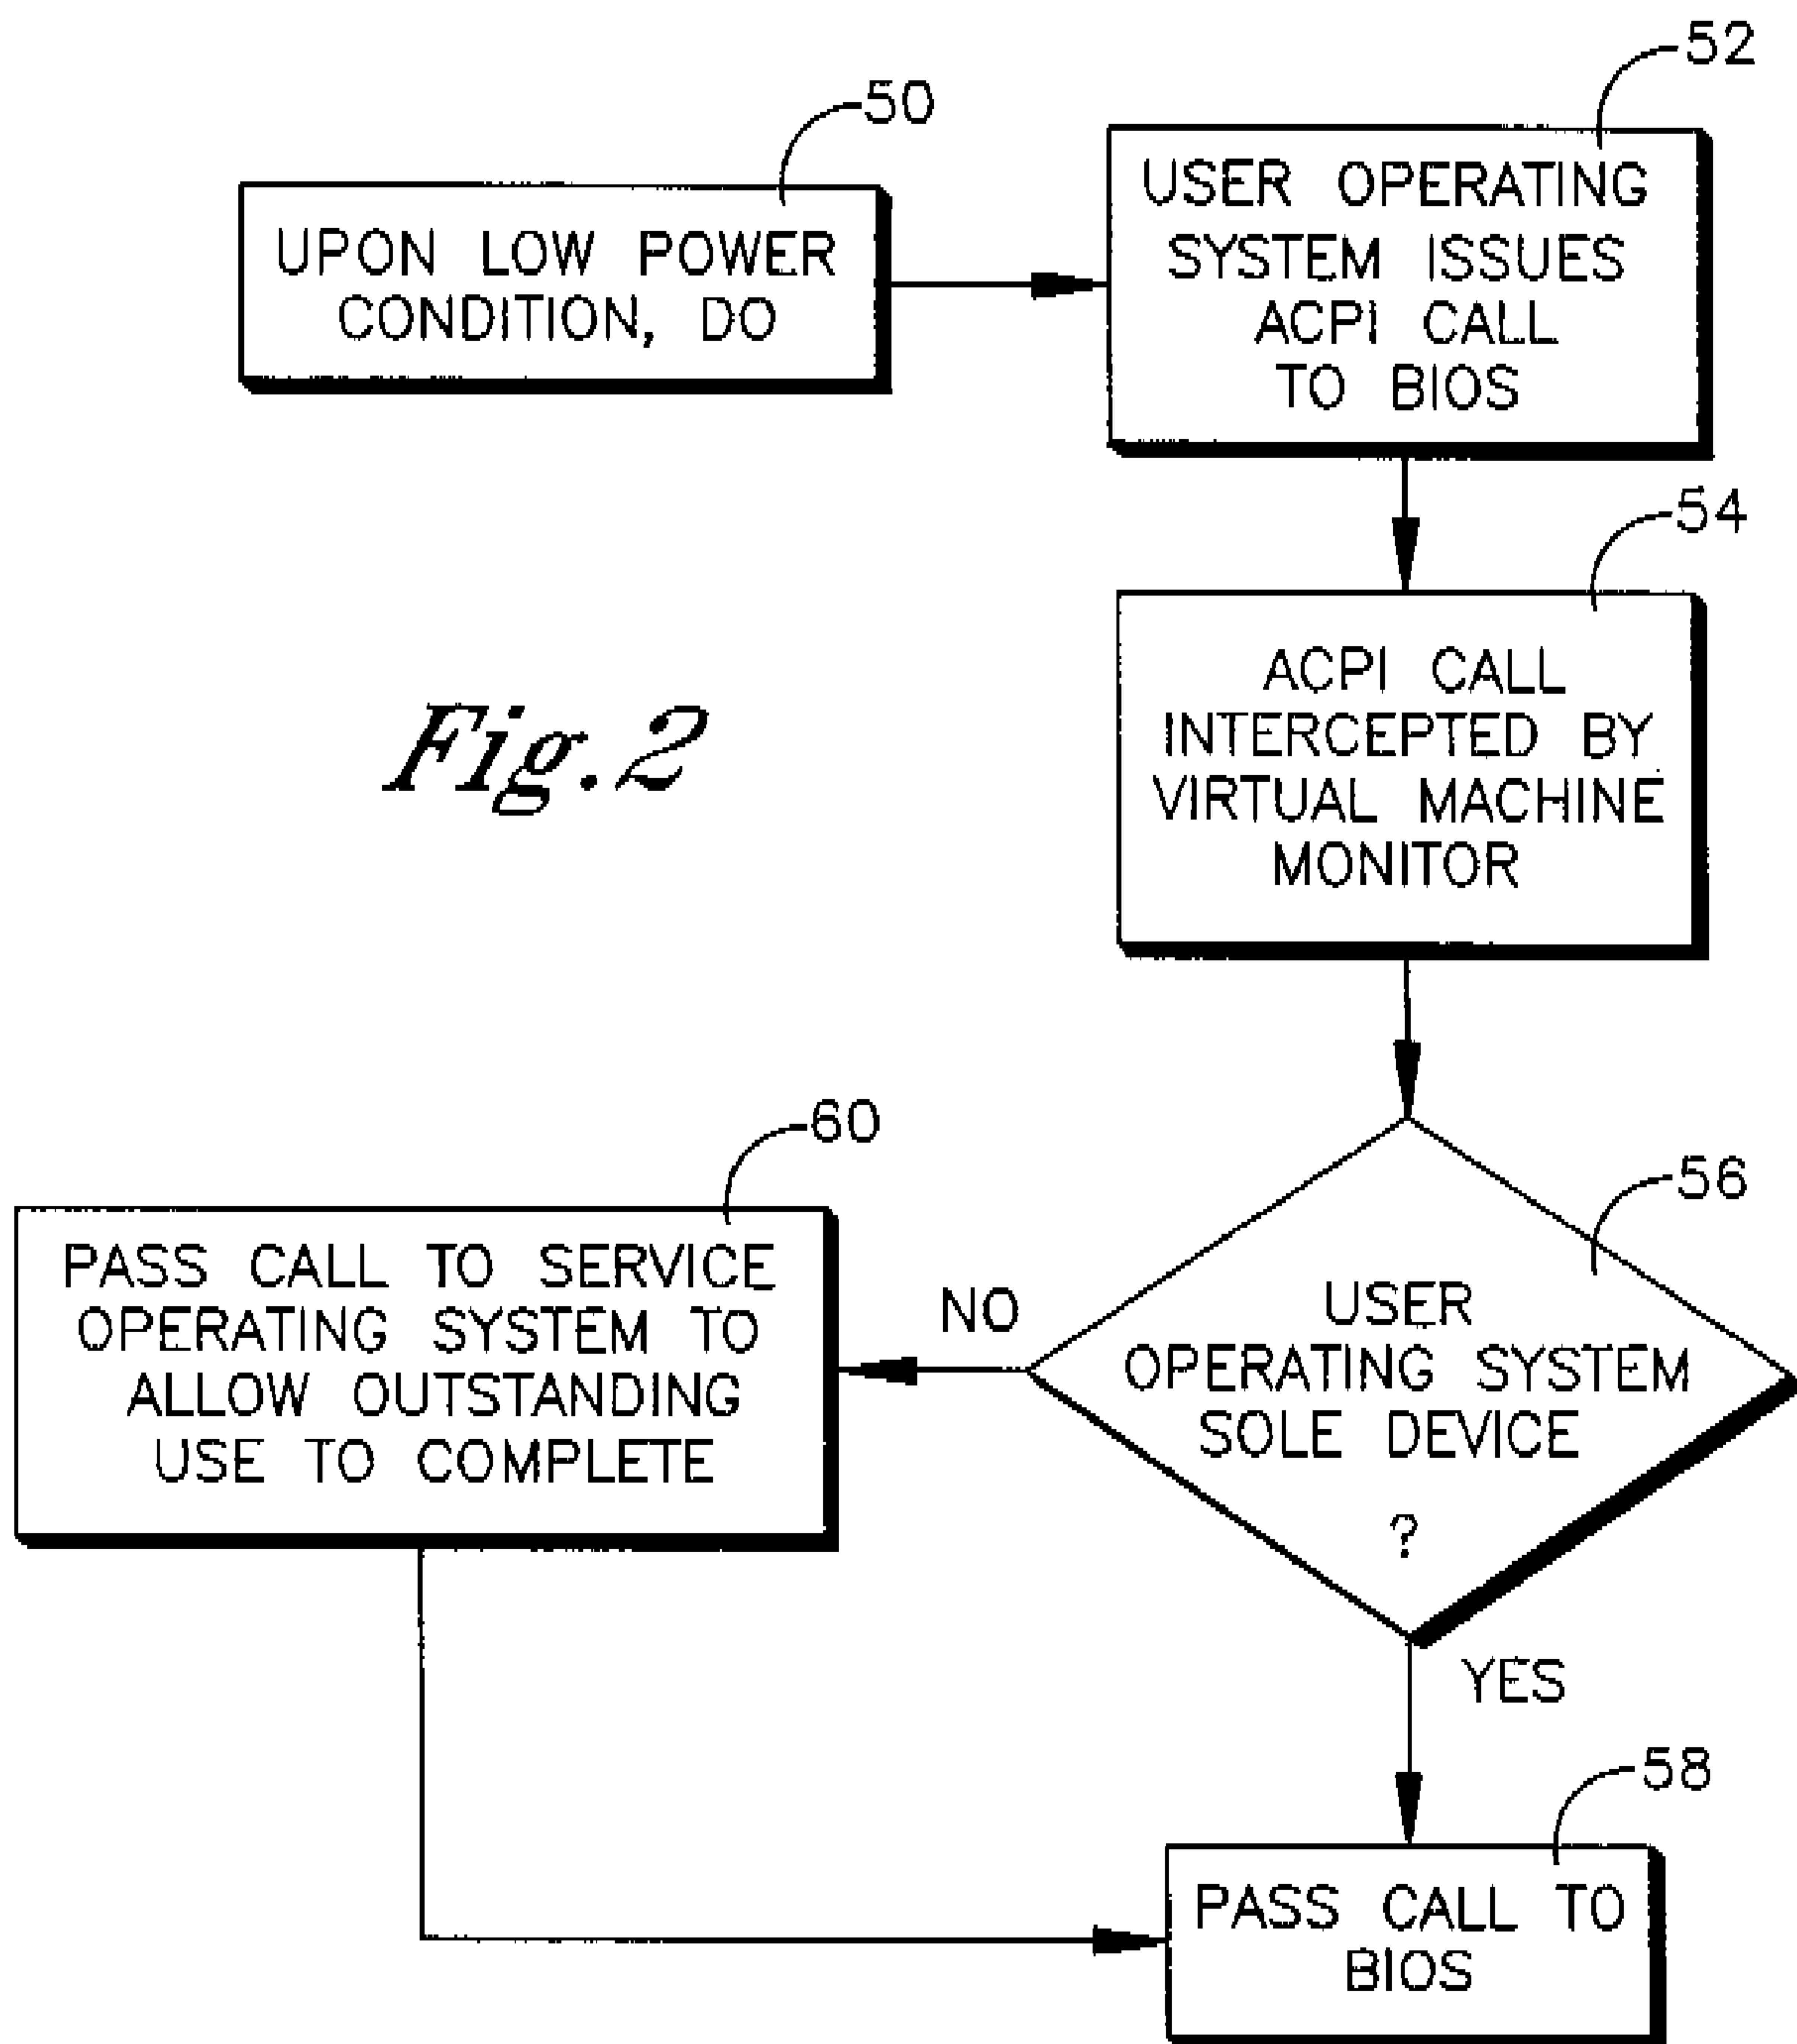 50
UPON LOW POWER
CONDITION, DO
52
USER OPERATING
SYSTEM ISSUES
ACPI CALL
TO BIOS
54
ACPI CALL
INTERCEPTED BY
VIRTUAL MACHINE
MONITOR
Fig.2
56
USER
OPERATING SYSTEM
SOLE DEVICE
?
NO
60
PASS CALL TO SERVICE
OPERATING SYSTEM TO
ALLOW OUTSTANDING
USE TO COMPLETE
YES
58
PASS CALL TO
BIOS